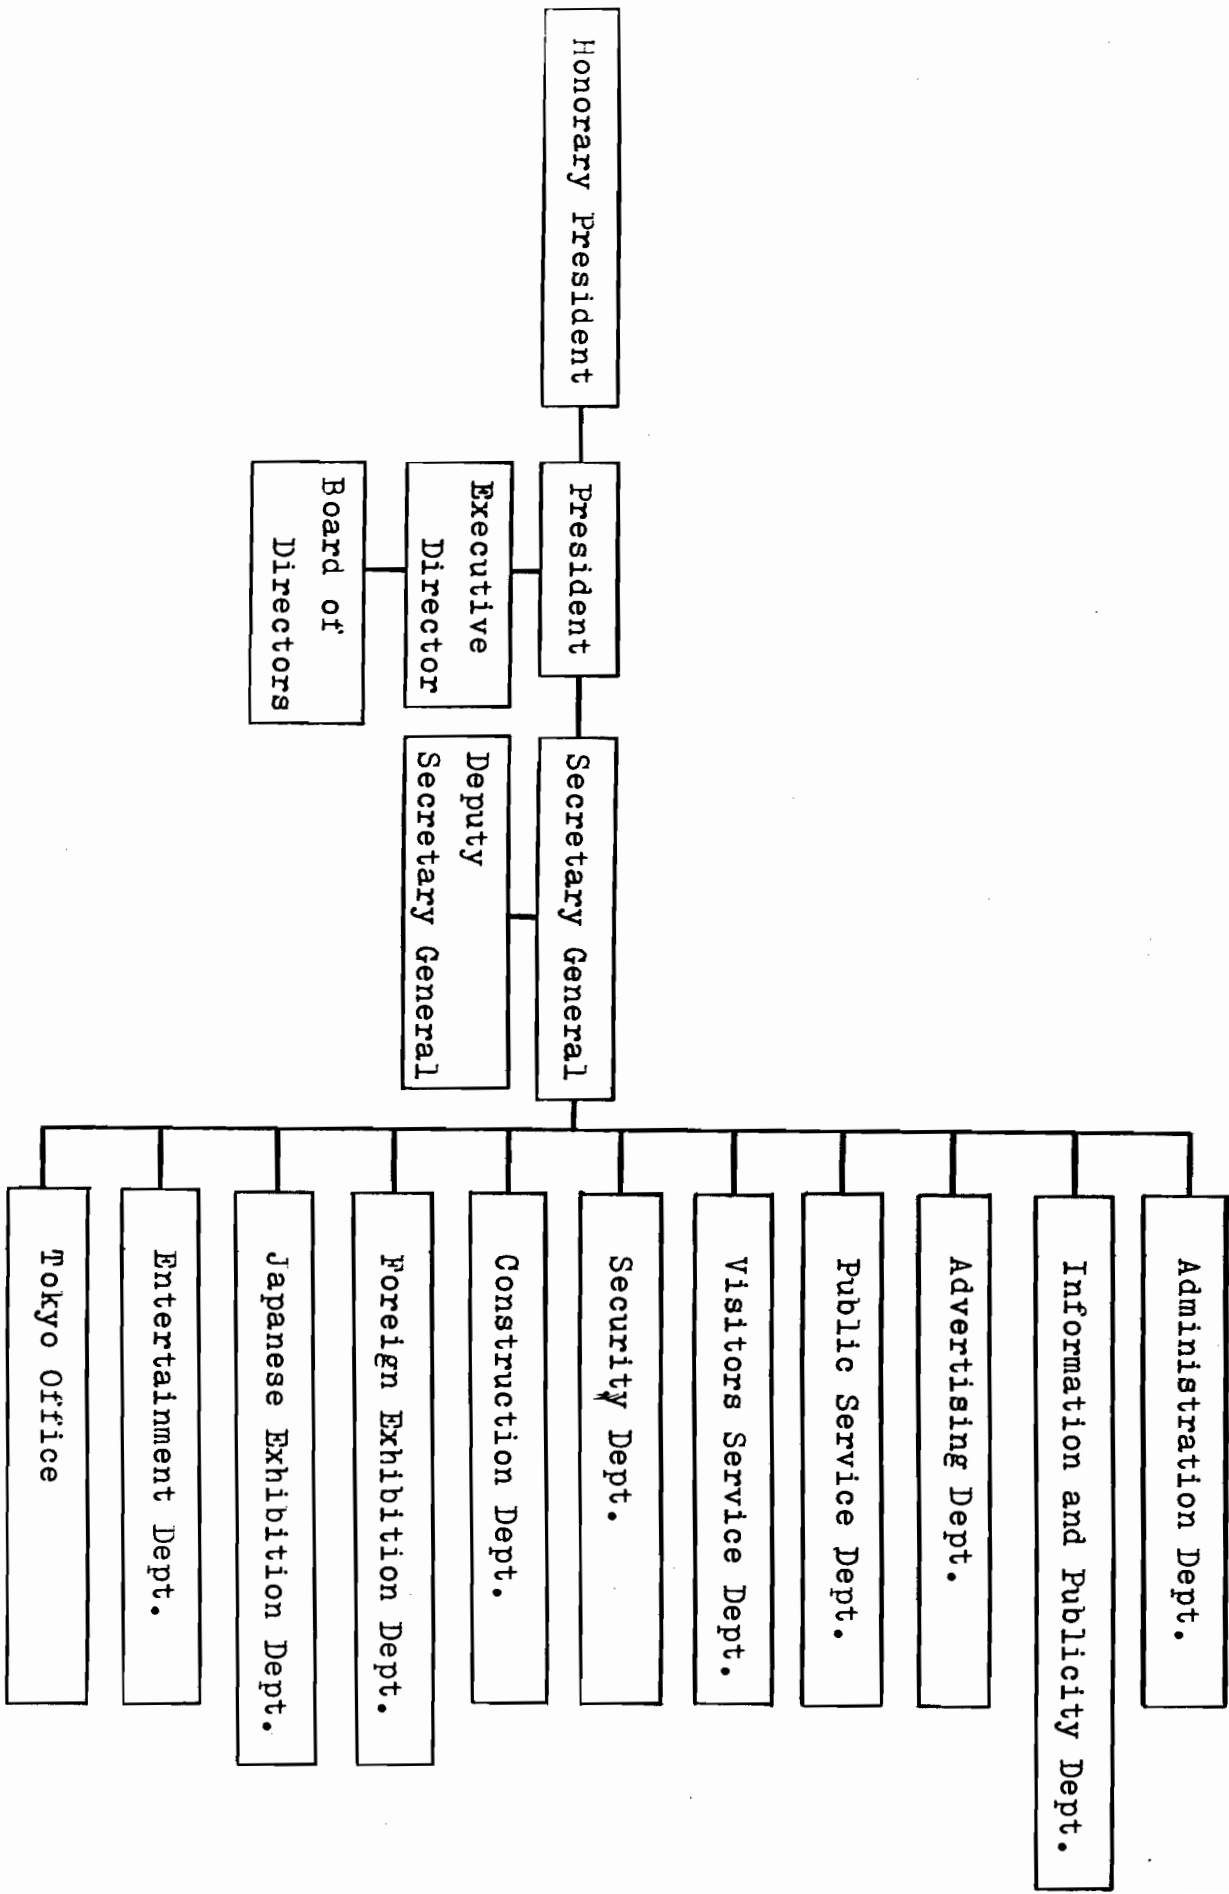 Honorary President
President
Executive
Director
Board of
Directors
Secretary General
Deputy
Secretary General
Administration Dept.
Information and Publicity Dept.
Advertising Dept.
Public Service Dept.
Visitors Service Dept.
Security Dept.
Construction Dept.
Foreign Exhibition Dept.
Japanese Exhibition Dept.
Entertainment Dept.
Tokyo Office